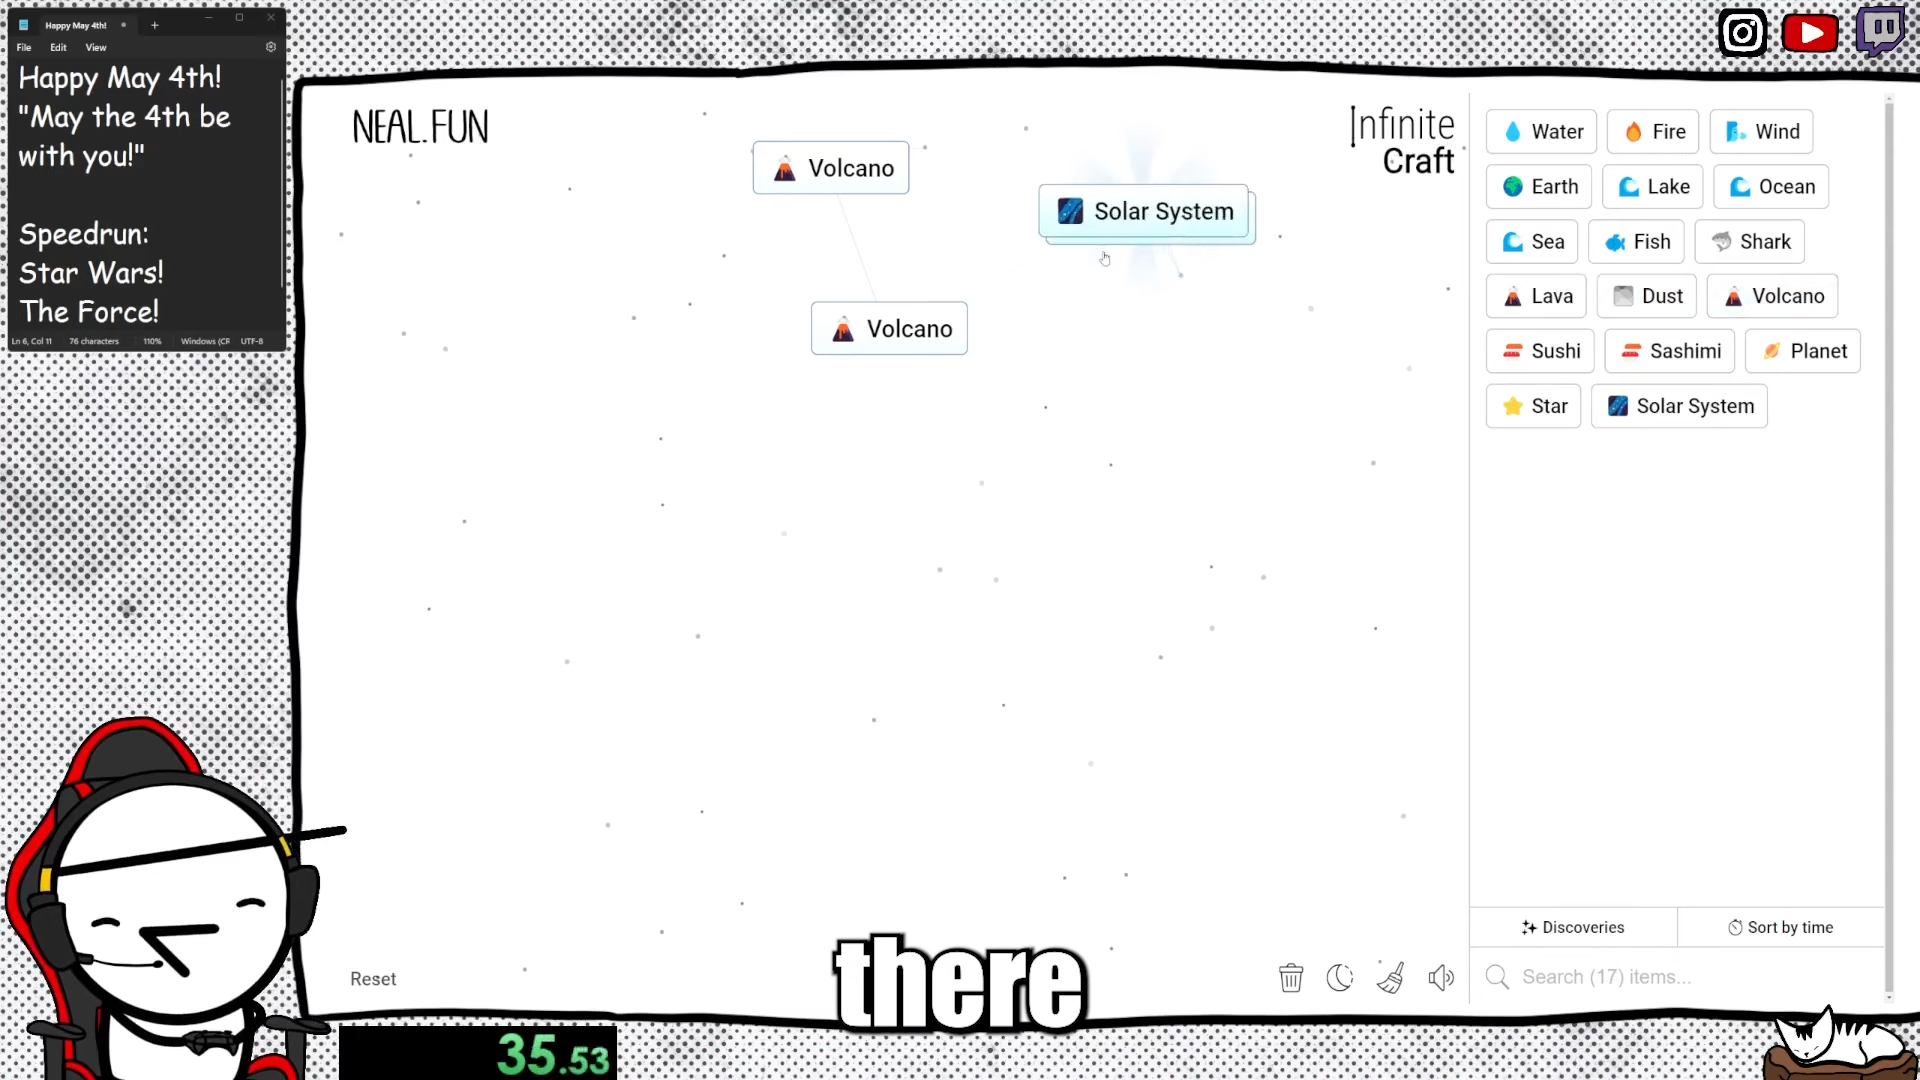 Happy May 4th!
File Edit View
Happy May 4th!
"May the 4th be
with you!"
Speedrun:
Star Wars!
The Force!
Ln 6, Col 11 76 characters 110% Windows (CR UTF-8
NEAL.FUN
Infinite
Craft
Volcano
Solar System
Volcano
Water Fire Wind
Earth Lake Ocean
Sea Fish Shark
Lava Dust Volcano
Sushi Sashimi Planet
Star Solar System
Discoveries Sort by time
Search (17) items...
Reset
there
35.53